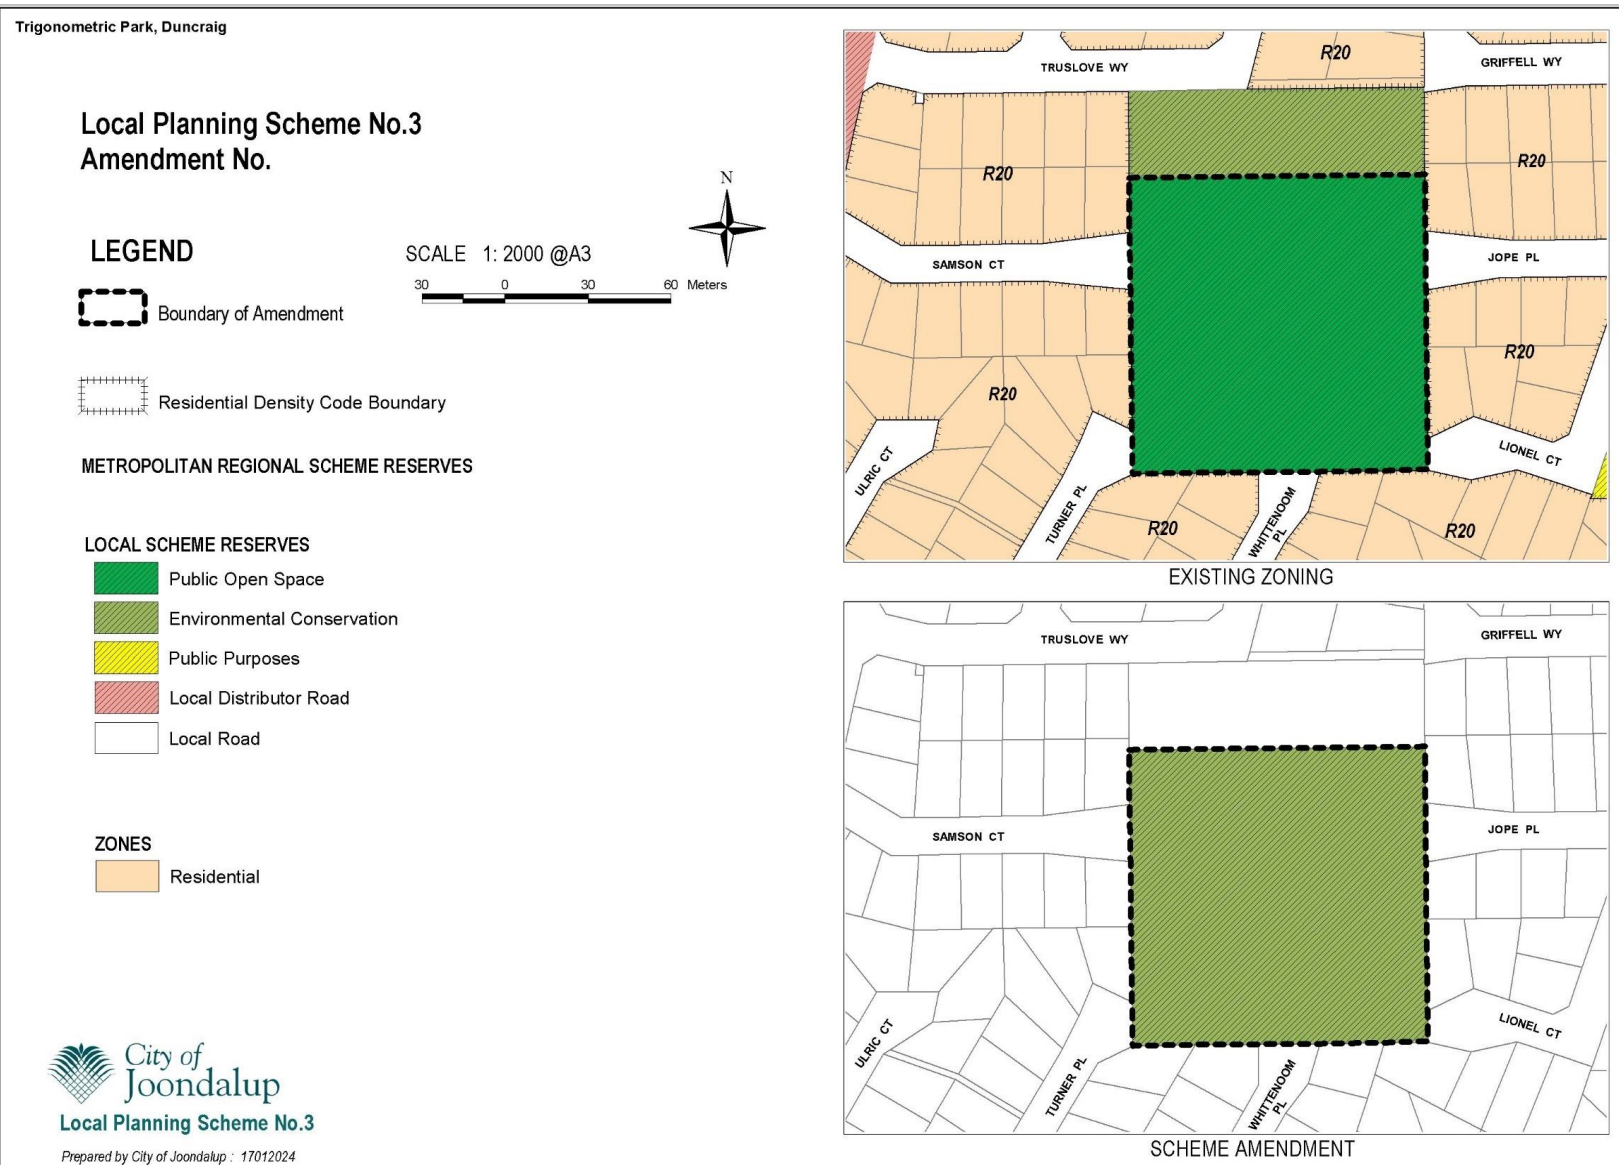 Trigonometric Park, Duncraig
Local Planning Scheme No.3
Amendment No.
N
LEGEND
SCALE 1: 2000 @A3
30 0 30 60 Meters
Boundary of Amendment
Residential Density Code Boundary
METROPOLITAN REGIONAL SCHEME RESERVES
LOCAL SCHEME RESERVES
Public Open Space
Environmental Conservation
Public Purposes
Local Distributor Road
Local Road
ZONES
Residential
City of
Joondalup
Local Planning Scheme No.3
Prepared by City of Joondalup : 17012024
TRUSLOVE WY
R20
GRIFFELL WY
R20
R20
SAMSON CT
JOPE PL
R20
R20
ULRIC CT
TURNER PL
R20
WHITTENOOM
PL
LIONEL CT
R20
EXISTING ZONING
TRUSLOVE WY
GRIFFELL WY
SAMSON CT
JOPE PL
ULRIC CT
TURNER PL
WHITTENOOM
PL
LIONEL CT
SCHEME AMENDMENT